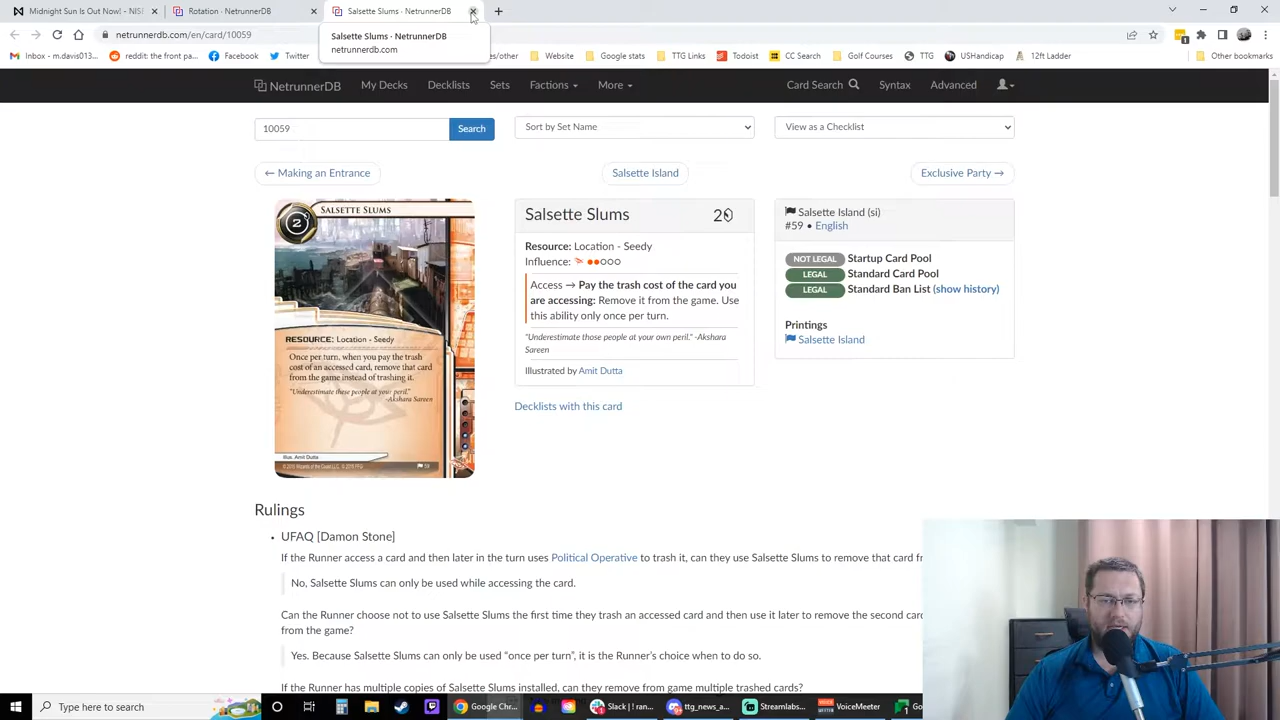 Midnight Sun Is Out Now! - NIS
Rotation · NetrunnerDB
Salsette Slums · NetrunnerDB
netrunnerdb.com/en/card/10059
Salsette Slums · NetrunnerDB
netrunnerdb.com
Inbox - m.davis013...
reddit: the front pa...
Facebook
Twitter
es/other
Website
Google stats
TTG Links
Todoist
CC Search
Golf Courses
TTG
USHandicap
12ft Ladder
Other bookmarks
NetrunnerDB
My Decks
Decklists
Sets
Factions
More
Card Search
Syntax
Advanced
10059
Search
Sort by Set Name
View as a Checklist
← Making an Entrance
Salsette Island
Exclusive Party →
2
SALSETTE SLUMS
RESOURCE: Location - Seedy
Once per turn, when you pay the trash
cost of an accessed card, remove that card
from the game instead of trashing it.
"Underestimate these people at your peril."
-Akshara Sareen
Illus. Amit Dutta
59
Salsette Slums
2
Resource: Location - Seedy
Influence:
Access → Pay the trash cost of the card you
are accessing: Remove it from the game. Use
this ability only once per turn.
"Underestimate those people at your own peril." -Akshara
Sareen
Illustrated by Amit Dutta
Decklists with this card
Salsette Island (si)
#59 • English
NOT LEGAL Startup Card Pool
LEGAL Standard Card Pool
LEGAL Standard Ban List (show history)
Printings
Salsette Island
Rulings
UFAQ [Damon Stone]
If the Runner access a card and then later in the turn uses Political Operative to trash it, can they use Salsette Slums to remove that card f
No, Salsette Slums can only be used while accessing the card.
Can the Runner choose not to use Salsette Slums the first time they trash an accessed card and then use it later to remove the second card
from the game?
Yes. Because Salsette Slums can only be used "once per turn", it is the Runner's choice when to do so.
If the Runner has multiple copies of Salsette Slums installed, can they remove from game multiple trashed cards?
Type here to search
Google Chr...
Slack | ! ran...
ttg_news_a...
Streamlabs...
VoiceMeeter
Go